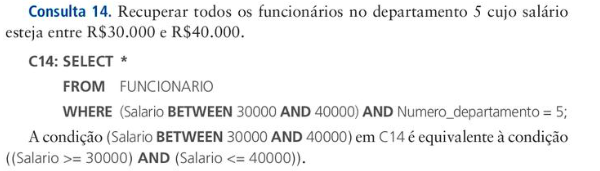 Consulta 14. Recuperar todos os funcionários no departamento 5 cujo salário
esteja entre R$30.000 e R$40.000.
C14: SELECT *
FROM FUNCIONARIO
WHERE (Salario BETWEEN 30000 AND 40000) AND Numero_departamento = 5;
A condição (Salario BETWEEN 30000 AND 40000) em C14 é equivalente à condição
((Salario >= 30000) AND (Salario <= 40000)).